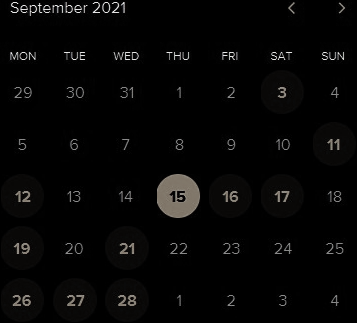 September 2021
MON TUE WED THU FRI SAT SUN
29 30 31 1 2 3 4
5 6 7 8 9 10 11
12 13 14 15 16 17 18
19 20 21 22 23 24 25
26 27 28 1 2 3 4